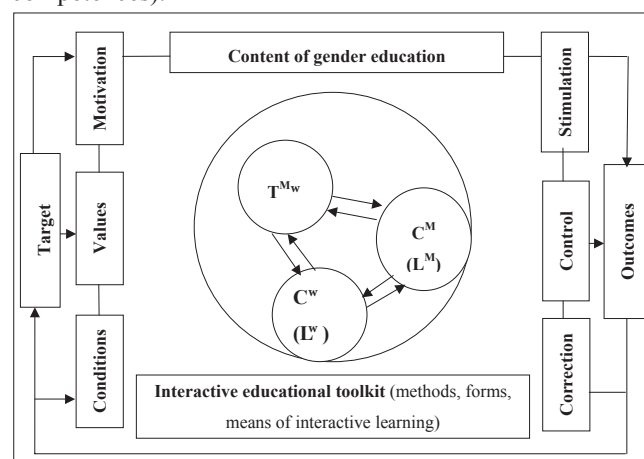 Content of gender education
Target
Motivation
Values
Conditions
T^Mw
C^M
(L^M)
C^w
(L^w)
Stimulation
Control
Correction
Outcomes
Interactive educational toolkit (methods, forms,
means of interactive learning)